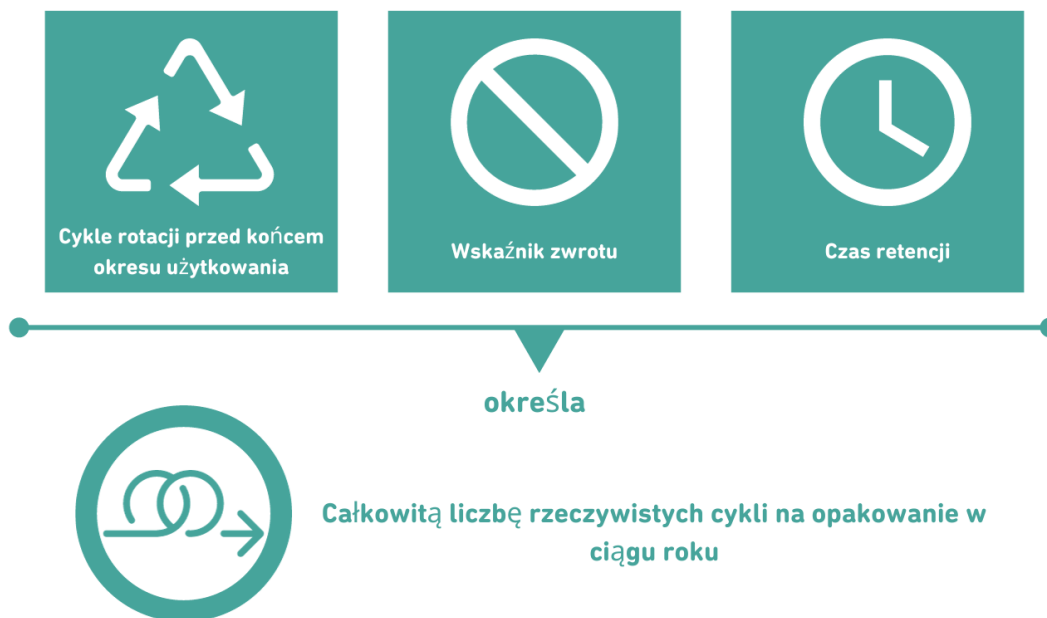 Cykle rotacji przed końcem
okresu użytkowania
Wskaźnik zwrotu
Czas retencji
określa
Całkowitą liczbę rzeczywistych cykli na opakowanie w
ciągu roku